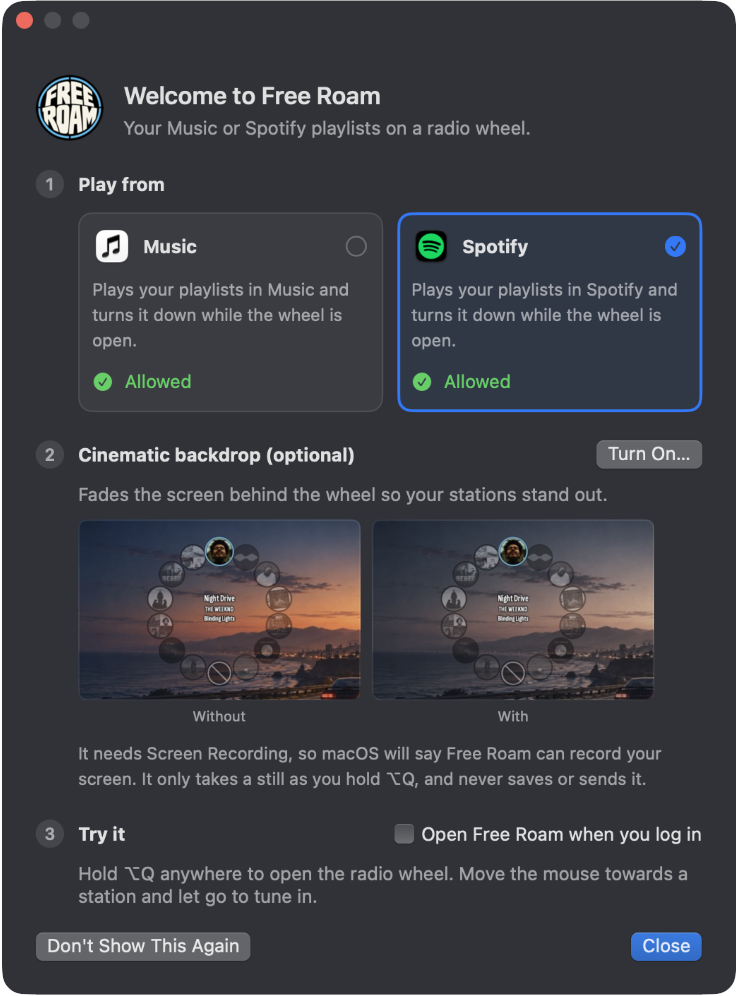 FREE
ROAM
Welcome to Free Roam
Your Music or Spotify playlists on a radio wheel.
1 Play from
Music
Plays your playlists in Music and
turns it down while the wheel is
open.
Allowed
Spotify
Plays your playlists in Spotify and
turns it down while the wheel is
open.
Allowed
2 Cinematic backdrop (optional)
Turn On...
Fades the screen behind the wheel so your stations stand out.
Night Drive
THE WEEKND
Blinding Lights
Without
Night Drive
THE WEEKND
Blinding Lights
With
It needs Screen Recording, so macOS will say Free Roam can record your
screen. It only takes a still as you hold ⌥Q, and never saves or sends it.
3 Try it
Open Free Roam when you log in
Hold ⌥Q anywhere to open the radio wheel. Move the mouse towards a
station and let go to tune in.
Don't Show This Again
Close